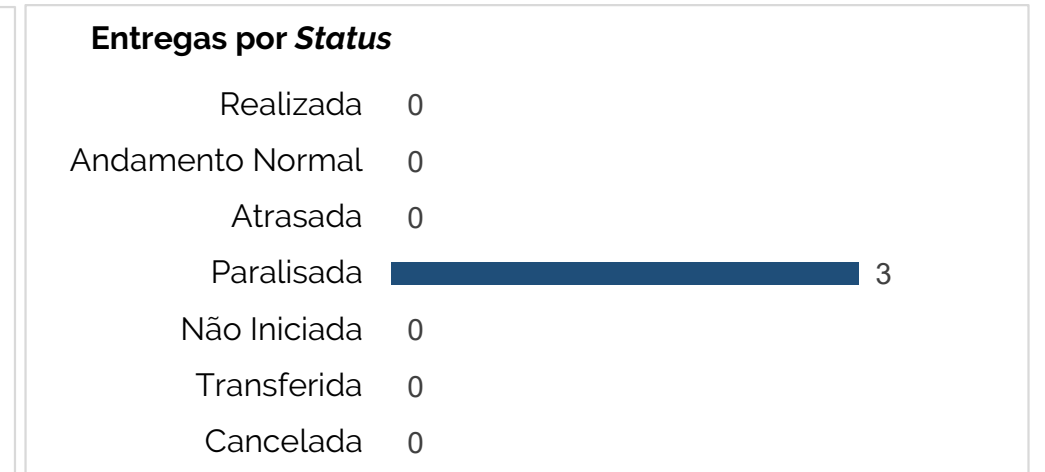 Entregas por Status
Realizada 0
Andamento Normal 0
Atrasada 0
Paralisada 3
Não Iniciada 0
Transferida 0
Cancelada 0